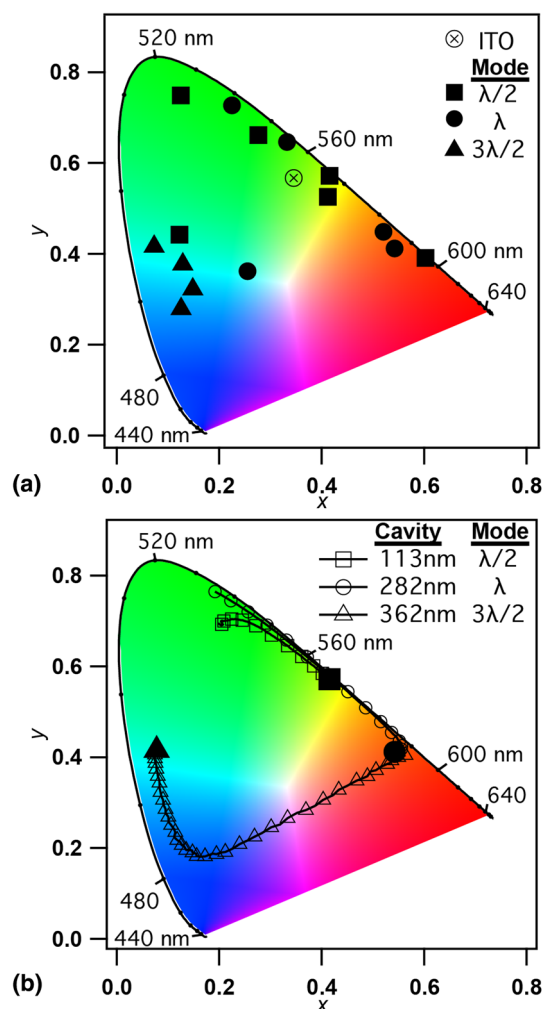 520 nm
ITO
Mode
λ/2
λ
3λ/2
560 nm
600 nm
640
480
440 nm
0.8
0.6
0.4
0.2
0.0
y
0.0 0.2 0.4 0.6 0.8
x
(a)
520 nm
Cavity Mode
113nm λ/2
282nm λ
362nm 3λ/2
560 nm
600 nm
640
480
440 nm
0.8
0.6
0.4
0.2
0.0
y
0.0 0.2 0.4 0.6 0.8
x
(b)